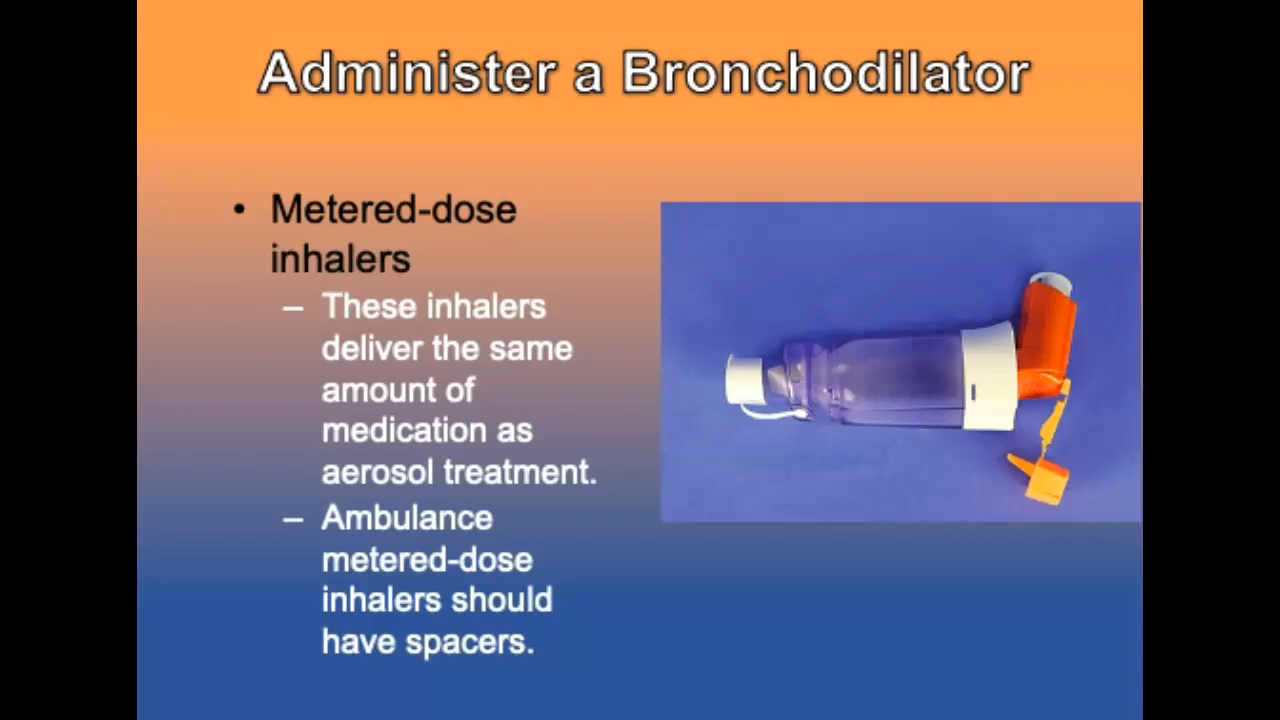 Administer a Bronchodilator
• Metered-dose
inhalers
– These inhalers
deliver the same
amount of
medication as
aerosol treatment.
– Ambulance
metered-dose
inhalers should
have spacers.